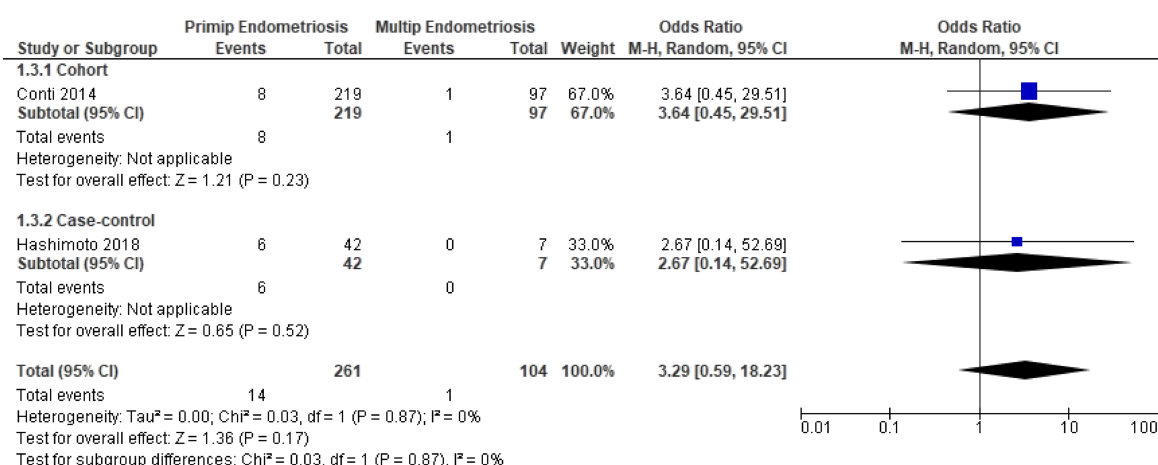 Primip Endometriosis Multip Endometriosis Odds Ratio Odds Ratio
Study or Subgroup Events Total Events Total Weight M-H, Random, 95% CI M-H, Random, 95% CI
1.3.1 Cohort
Conti 2014 8 219 1 97 67.0% 3.64 [0.45, 29.51]
Subtotal (95% CI) 219 97 67.0% 3.64 [0.45, 29.51]
Total events 8 1
Heterogeneity: Not applicable
Test for overall effect: Z = 1.21 (P = 0.23)
1.3.2 Case-control
Hashimoto 2018 6 42 0 7 33.0% 2.67 [0.14, 52.69]
Subtotal (95% CI) 42 7 33.0% 2.67 [0.14, 52.69]
Total events 6 0
Heterogeneity: Not applicable
Test for overall effect: Z = 0.65 (P = 0.52)
Total (95% CI) 261 104 100.0% 3.29 [0.59, 18.23]
Total events 14 1
Heterogeneity: Tau² = 0.00; Chi² = 0.03, df = 1 (P = 0.87); I² = 0%
Test for overall effect: Z = 1.36 (P = 0.17)
Test for subgroup differences: Chi² = 0.03, df = 1 (P = 0.87), I² = 0%
0.01 0.1 1 10 100